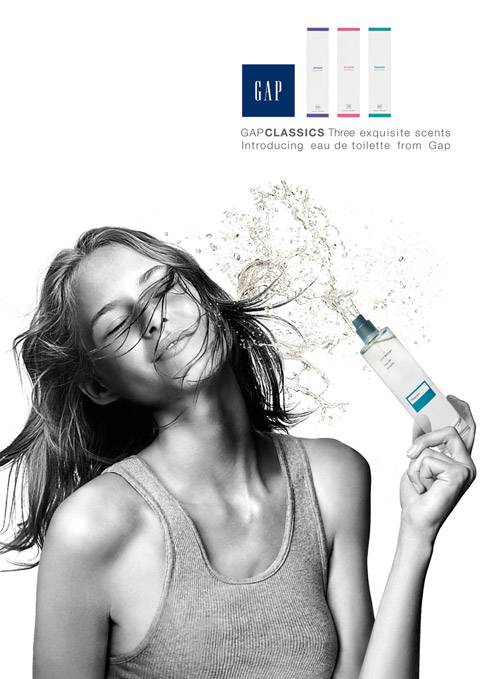 GAP
GAPCLASSICS Three exquisite scents
Introducing eau de toilette from Gap